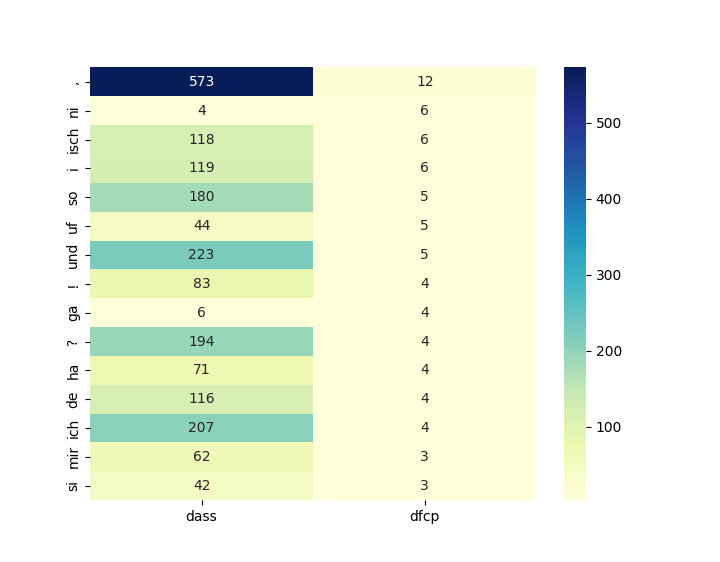 , 573 12
ni 4 6
isch 118 6
i 119 6
so 180 5
uf 44 5
und 223 5
! 83 4
ga 6 4
? 194 4
ha 71 4
de 116 4
ich 207 4
mir 62 3
si 42 3
dass dfcp
500
400
300
200
100